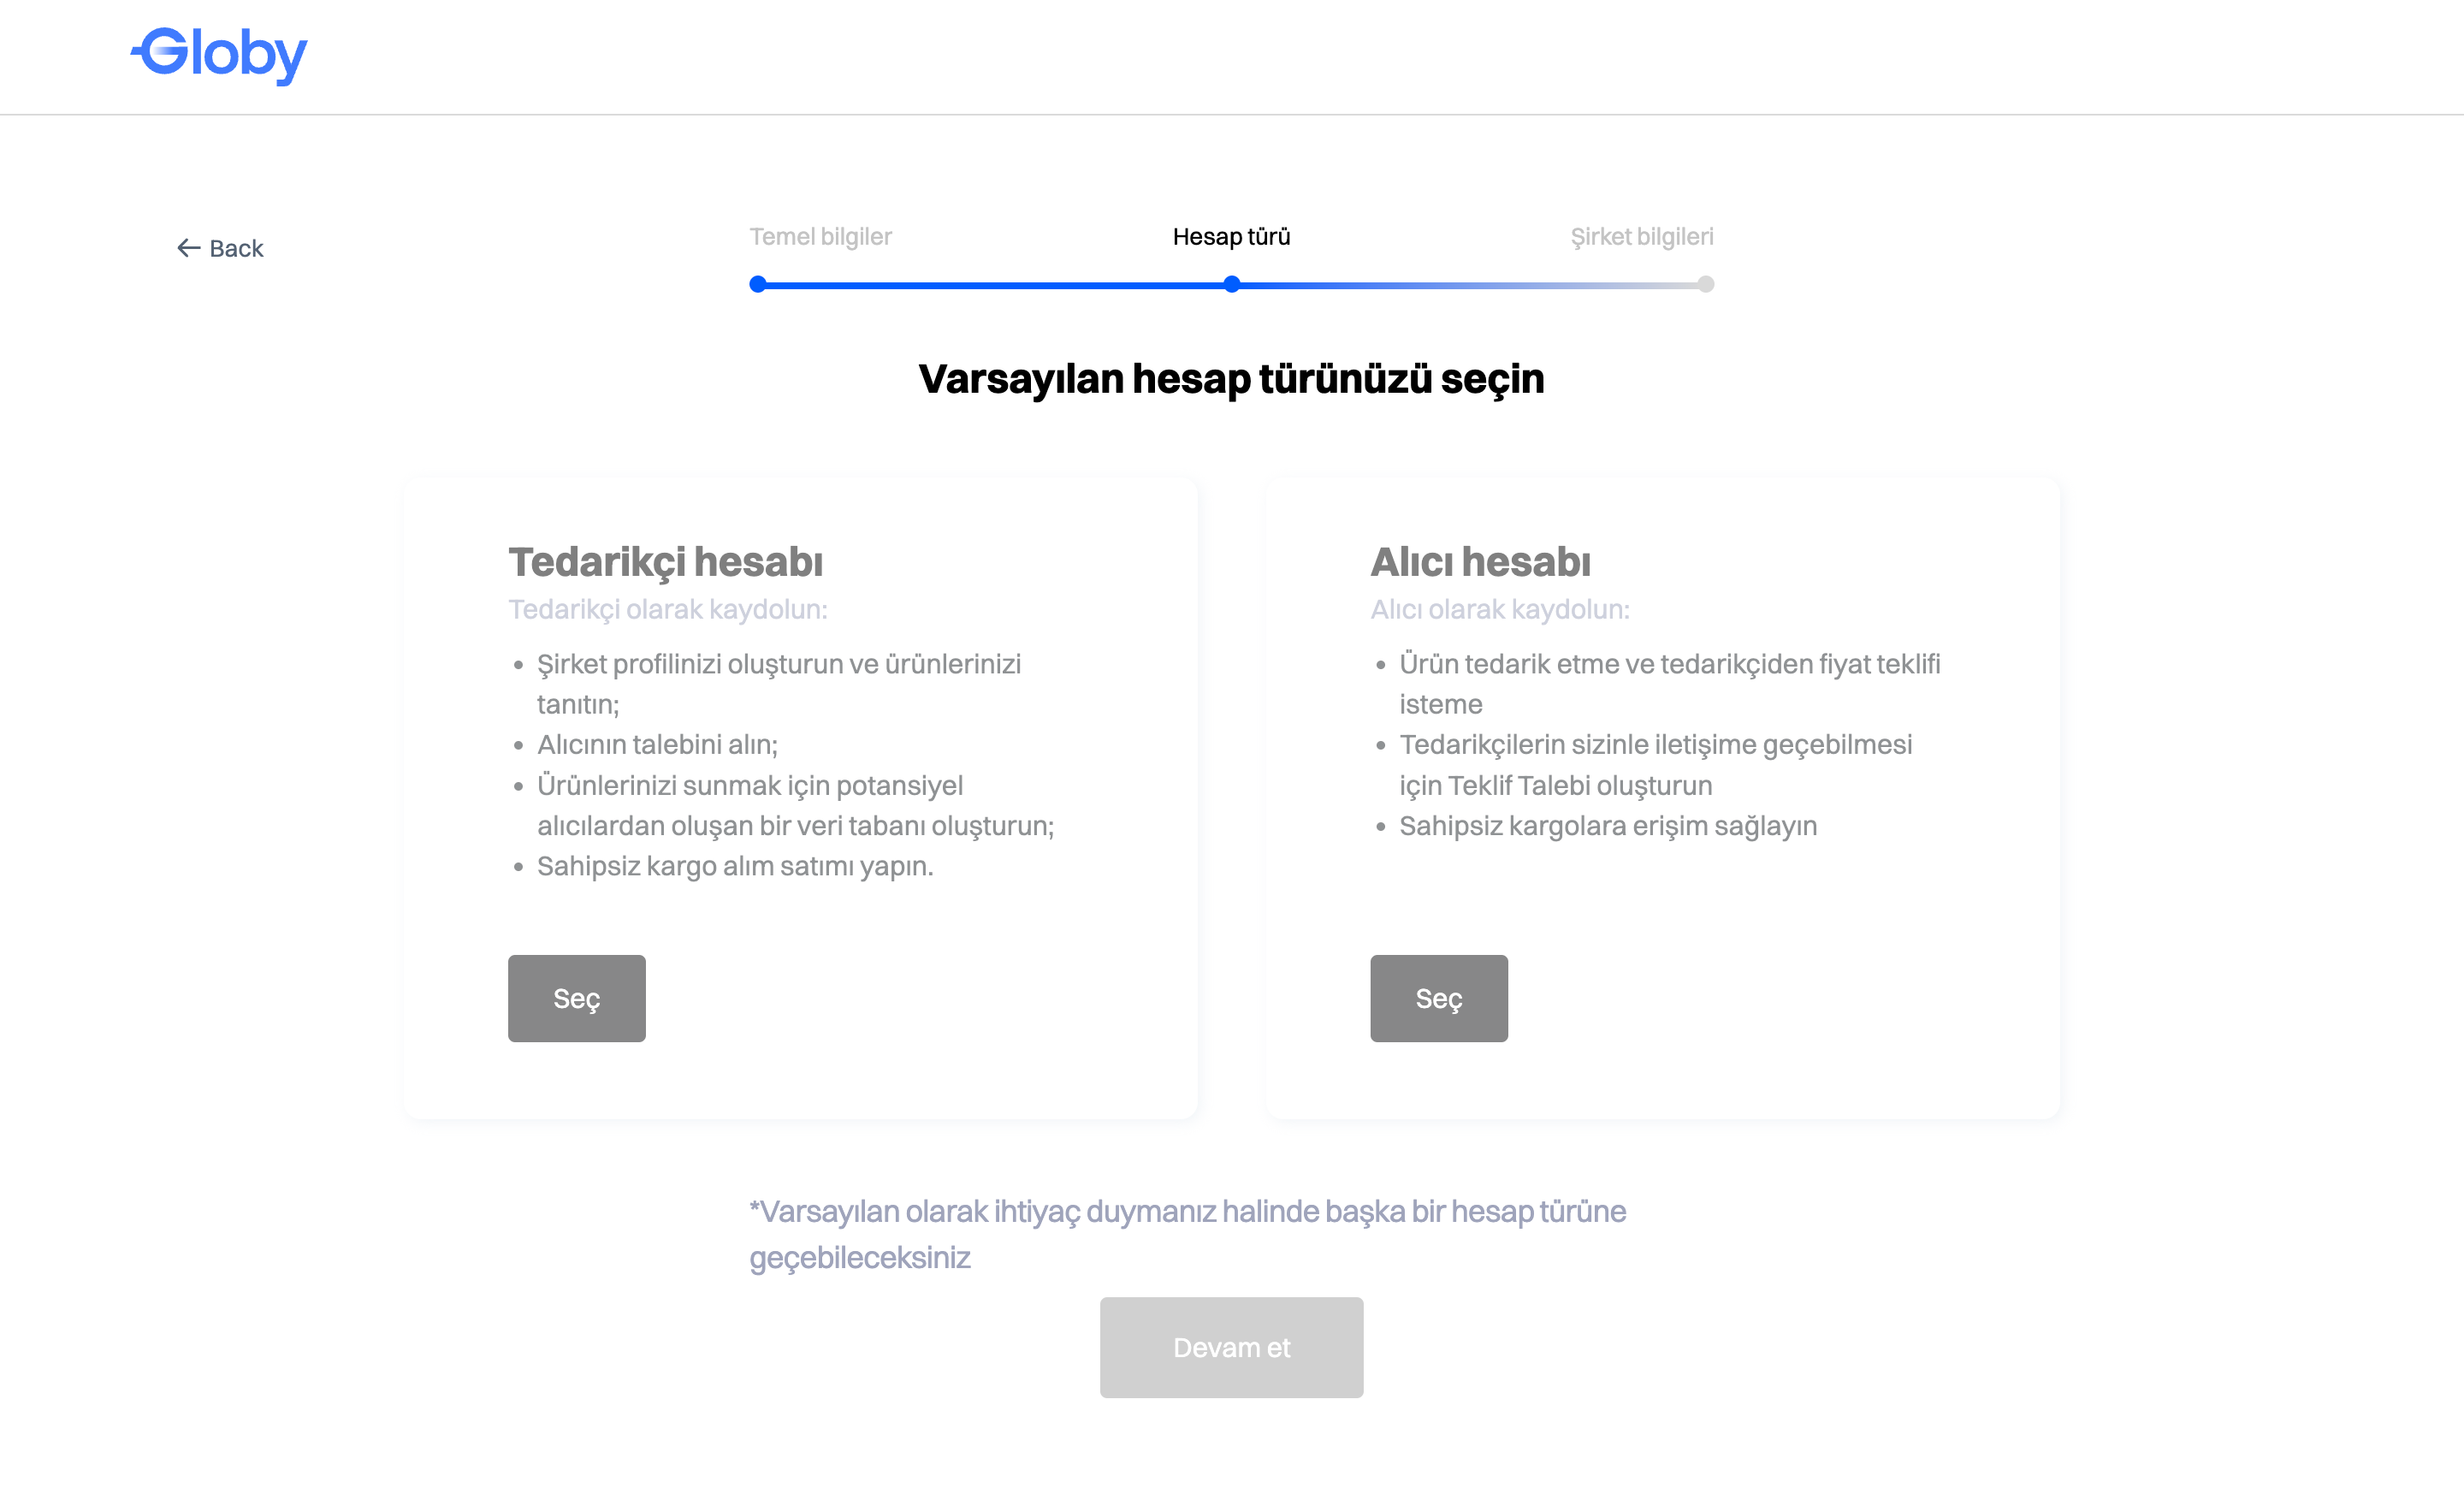 Globy
Back
Temel bilgiler
Hesap türü
Şirket bilgileri
Varsayılan hesap türünüzü seçin
Tedarikçi hesabı
Tedarikçi olarak kaydolun:
• Şirket profilinizi oluşturun ve ürünlerinizi
tanıtın;
• Alıcının talebini alın;
• Ürünlerinizi sunmak için potansiyel
alıcılardan oluşan bir veri tabanı oluşturun;
• Sahipsiz kargo alım satımı yapın.
Seç
Alıcı hesabı
Alıcı olarak kaydolun:
• Ürün tedarik etme ve tedarikçiden fiyat teklifi
isteme
• Tedarikçilerin sizinle iletişime geçebilmesi
için Teklif Talebi oluşturun
• Sahipsiz kargolara erişim sağlayın
Seç
*Varsayılan olarak ihtiyaç duymanız halinde başka bir hesap türüne
geçebileceksiniz
Devam et